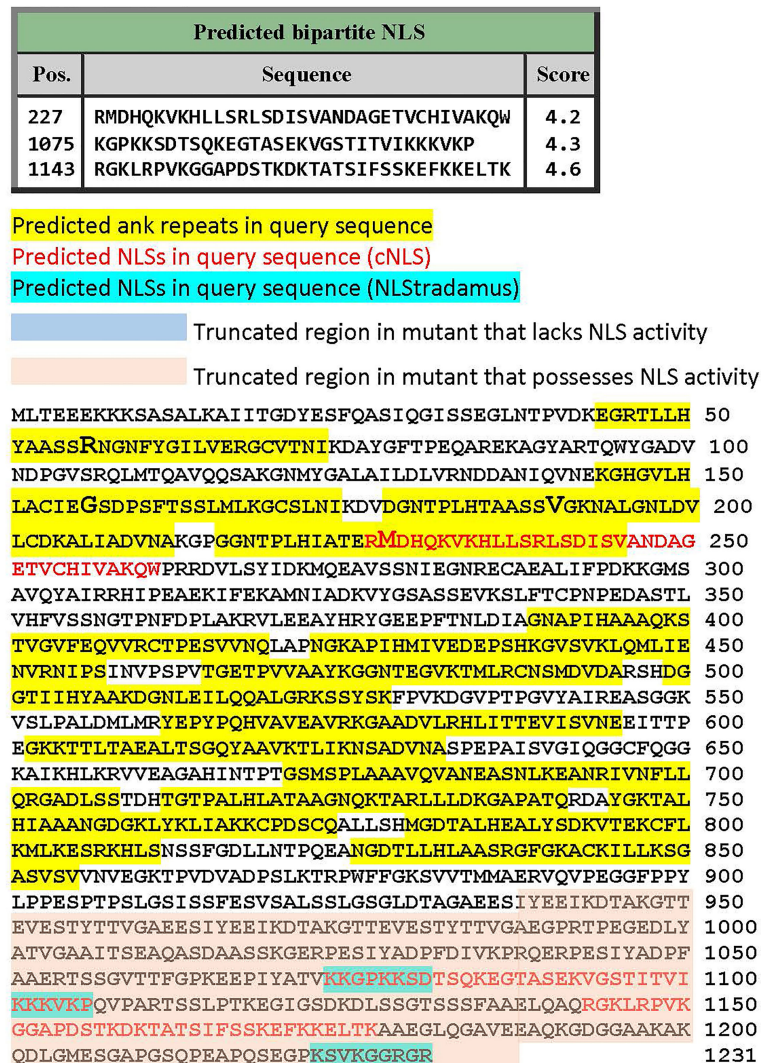 Predicted bipartite NLS
Pos. Sequence Score
227 RMDHQKVKHLLSRLSDISVANDAGETVCHIVAKQW 4.2
1075 KGPKKSDTSQKEGTASEKVGSTITVIKKKVKP 4.3
1143 RGKLRPVKGGAPDSTKDKTATSIFSSKEFKKELTK 4.6
Predicted ank repeats in query sequence
Predicted NLSs in query sequence (cNLS)
Predicted NLSs in query sequence (NLStradamus)
Truncated region in mutant that lacks NLS activity
Truncated region in mutant that possesses NLS activity
MLTEEEKKKSASALKAIITGDYESFQASIQGISSEGLNTPVDKEGRTLLH 50
YAASSRNGNFYGILVERGCVTNIKDAYGFTPEQAREKAGYARTQWYGADV 100
NDPGVSRQLMTQAVQQSAKGNMYGALAILDLVRNDDANIQVNEKGHGVLH 150
LACIEGSDPSFTSSLMLKGCSLNIKDVDGNTPLHTAASSVGKNALGNLDV 200
LCDKALIADVNAKGPGGNTPLHIATERMDHQKVKHLLSRLSDISVANDAG 250
ETVCHIVAKQWPRRDVLSYIDKMQEAVSSNIEGNRECAEALIFPDKKGMS 300
AVQYAIRRHIPEAEKIFEKAMNIADKVYGSASSEVKSLFTCPNPEDASTL 350
VHFVSSNGTPNFDPLAKRVLEEAYHRYGEEPFTNLDIAGNAPIHAAAQKS 400
TVGVFEQVVRCTPESVVNQLAPNGKAPIHMIVEDEPSHKGVSVKLQMLIE 450
NVRNIPSINVPSPVTGETPVVAAYKGGNTEGVKTMLRCNSMDVDARSHDG 500
GTIIHYAAKDGNLEILQQALGRKSSYSKFPVKDGVPTPGVYAIREASGGK 550
VSLPALDMLMRYEPYPQHVAVEAVRKGAADVLRHLITTEVISVNEEITTP 600
EGKKTTLTAEALTSGQYAAVKTLIKNSADVNASPEPAISVGIQGGCFQGG 650
KAIKHLKRVVEAGAHINTPTGSMSPLAAAVQVANEASNLKEANRIVNFLL 700
QRGADLSSTDHTGTPALHLATAAGNQKTARLLLDKGAPATQRDAYGKTAL 750
HIAAANGDGKLYKLIAKKCPDSCQALLSHMGDTALHEALYSDKVTEKCFL 800
KMLKESRKHLSNSSFGDLLNTPQEANGDTLLHLAASRGFGKACKILLKSG 850
ASVSVVNVEGKTPVDVADPSLKTRPWFFGKSVVTMMAERVQVPEGGFPPY 900
LPPESPTPSLGSISSFESVSALSSLGSGLDTAGAEESIYEEIKDTAKGTT 950
EVESTYTTVGAEESIYEEIKDTAKGTTEVESTYTTVGAEGPRTPEGEDLY 1000
ATVGAAITSEAQASDAASSKGERPESIYADPFDIVKPRQERPESIYADPF 1050
AAERTSSGVTTFGPKEEPIYATVKKGPKKSDTSQKEGTASEKVGSTITVI 1100
KKKVKPQVPARTSSLPTKEGIGSDKDLSSGTSSSFAAELQAQRGKLRPVK 1150
GGAPDSTKDKTATSIFSSKEFKKELTKAAEGLQGAVEEAQKGDGGAAKAK 1200
QDLGMESGAPGSQPEAPQSEGPKSVKGGRGR 1231